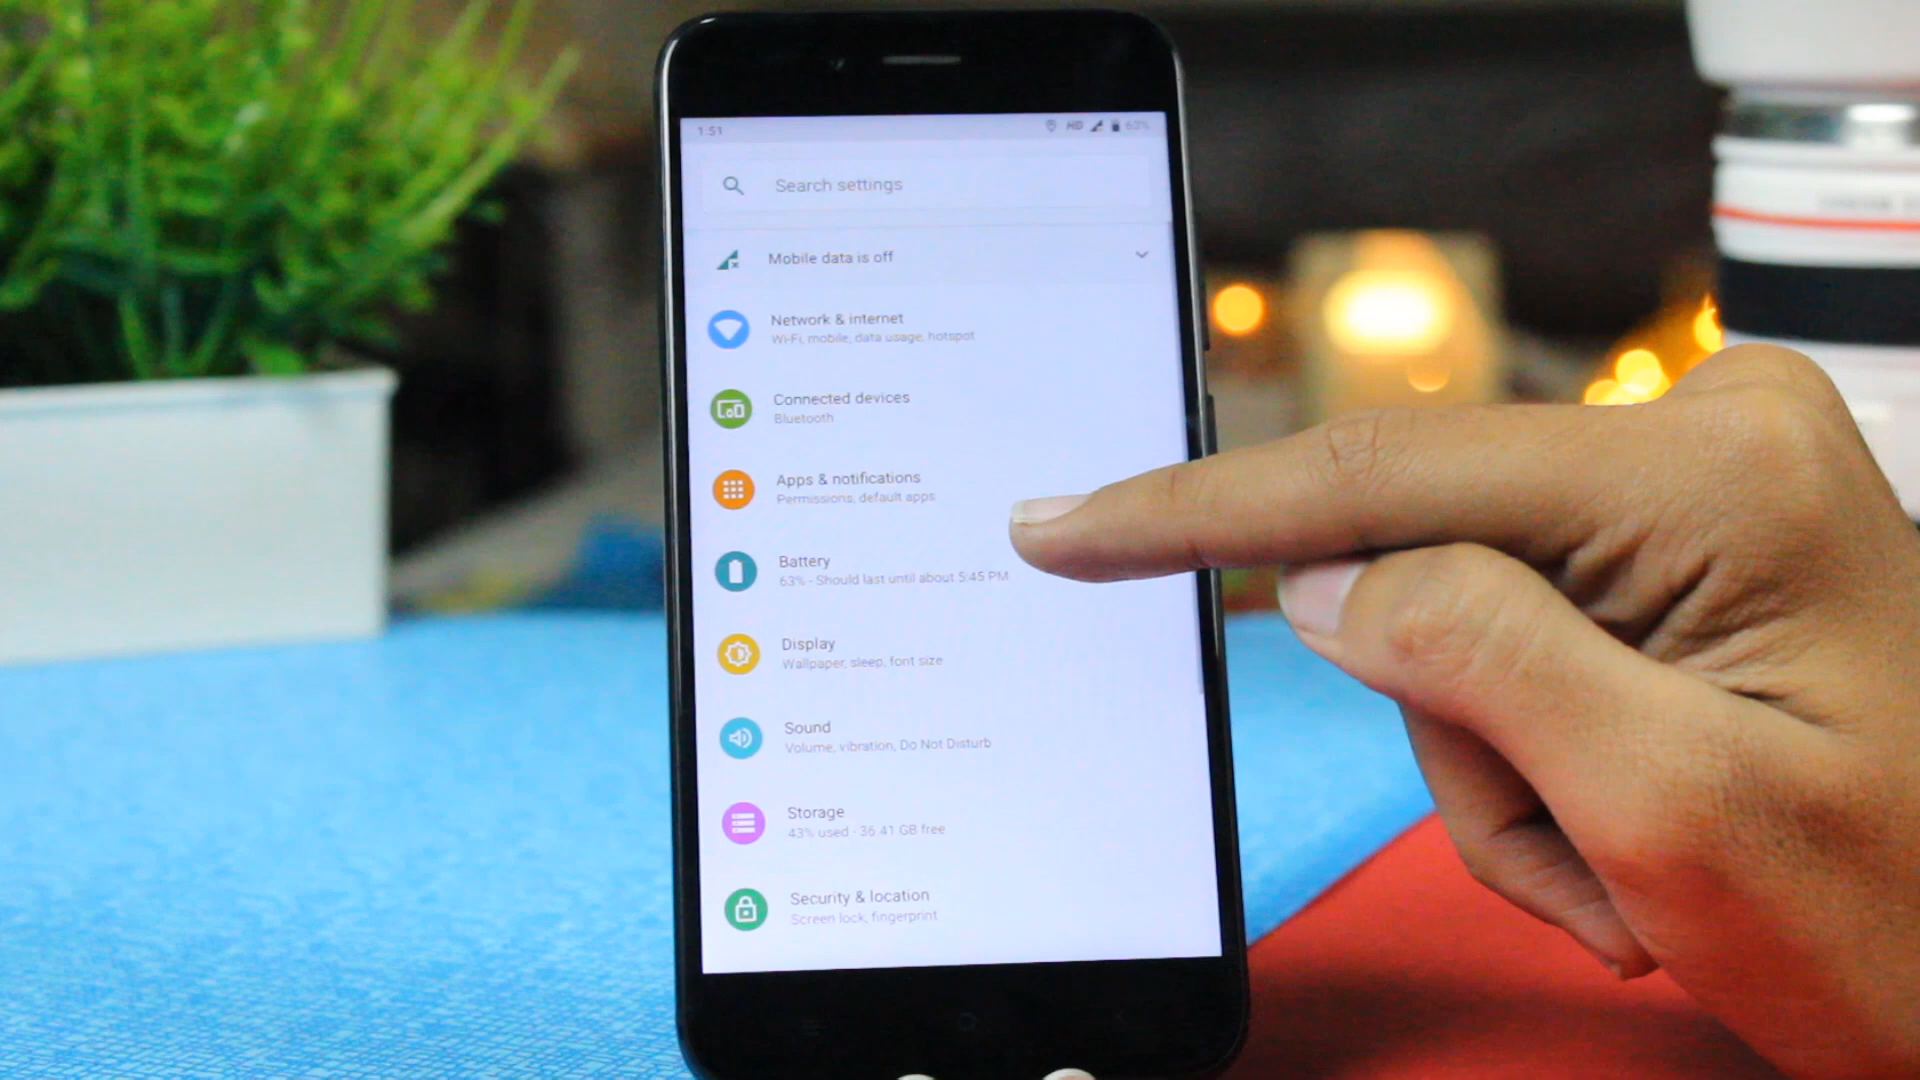 1:51 HD 63%
Search settings
Mobile data is off
Network & internet
Wi-Fi, mobile, data usage, hotspot
Connected devices
Bluetooth
Apps & notifications
Permissions, default apps
Battery
63% - Should last until about 5:45 PM
Display
Wallpaper, sleep, font size
Sound
Volume, vibration, Do Not Disturb
Storage
43% used - 36.41 GB free
Security & location
Screen lock, fingerprint